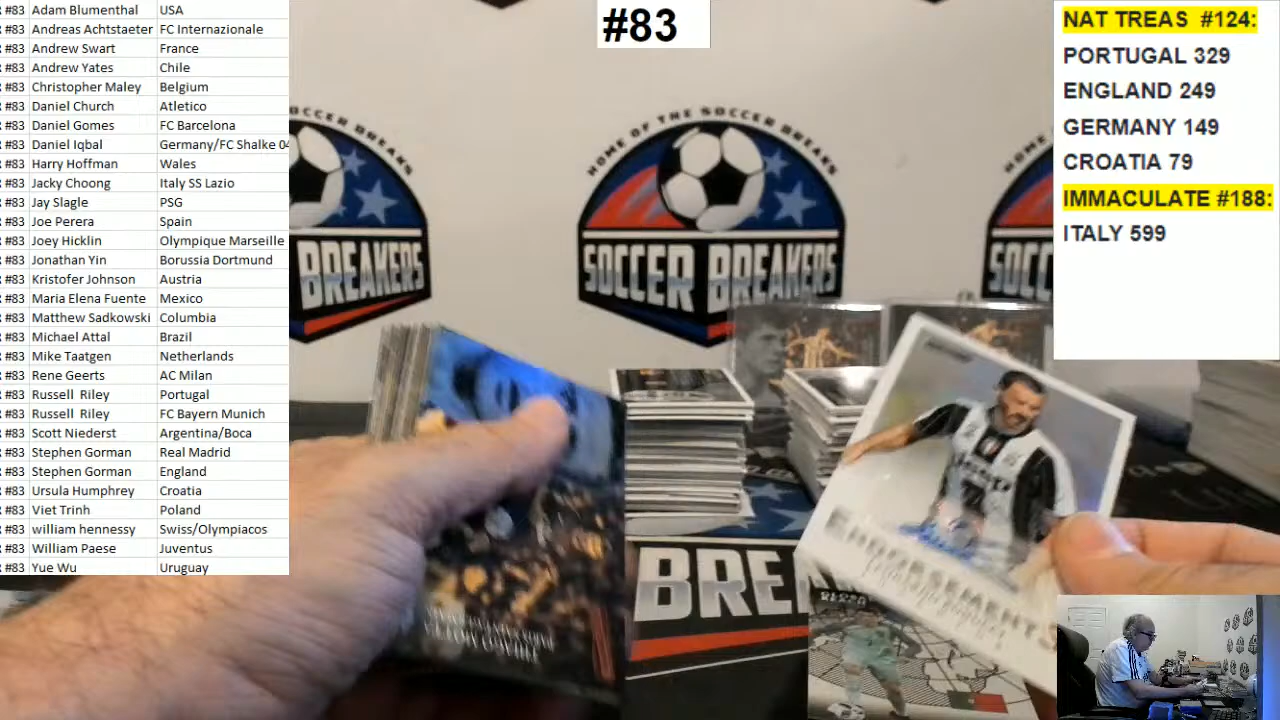 #83
#83 Adam Blumenthal USA
#83 Andreas Achtstaeter FC Internazionale
#83 Andrew Swart France
#83 Andrew Yates Chile
#83 Christopher Maley Belgium
#83 Daniel Church Atletico
#83 Daniel Gomes FC Barcelona
#83 Daniel Iqbal Germany/FC Shalke 04
#83 Harry Hoffman Wales
#83 Jacky Choong Italy SS Lazio
#83 Jay Slagle PSG
#83 Joe Perera Spain
#83 Joey Hicklin Olympique Marseille
#83 Jonathan Yin Borussia Dortmund
#83 Kristofer Johnson Austria
#83 Maria Elena Fuente Mexico
#83 Matthew Sadkowski Columbia
#83 Michael Attal Brazil
#83 Mike Taatgen Netherlands
#83 Rene Geerts AC Milan
#83 Russell Riley Portugal
#83 Russell Riley FC Bayern Munich
#83 Scott Niederst Argentina/Boca
#83 Stephen Gorman Real Madrid
#83 Stephen Gorman England
#83 Ursula Humphrey Croatia
#83 Viet Trinh Poland
#83 william hennessy Swiss/Olympiacos
#83 William Paese Juventus
#83 Yue Wu Uruguay
NAT TREAS #124:
PORTUGAL 329
ENGLAND 249
GERMANY 149
CROATIA 79
IMMACULATE #188:
ITALY 599
SOCCER BREAKS
BREAKERS
HOME OF THE SOCCER BREAKS
SOCCER BREAKERS
HOME
SOCCER
BREA
ENDORSEMENTS